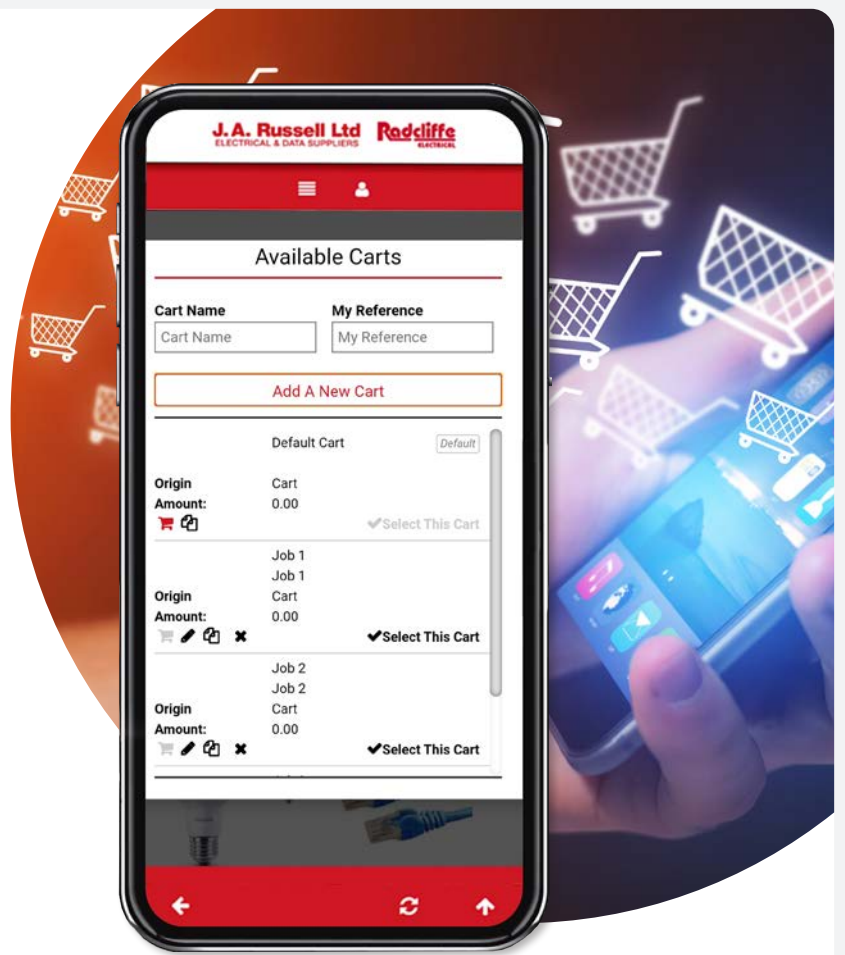 J.A. Russell Ltd Radcliffe
ELECTRICAL & DATA SUPPLIERS ELECTRICAL
Available Carts
Cart Name My Reference
Cart Name My Reference
Add A New Cart
Default Cart Default
Origin Cart
Amount: 0.00
Select This Cart
Job 1
Job 1
Origin Cart
Amount: 0.00
Select This Cart
Job 2
Job 2
Origin Cart
Amount: 0.00
Select This Cart